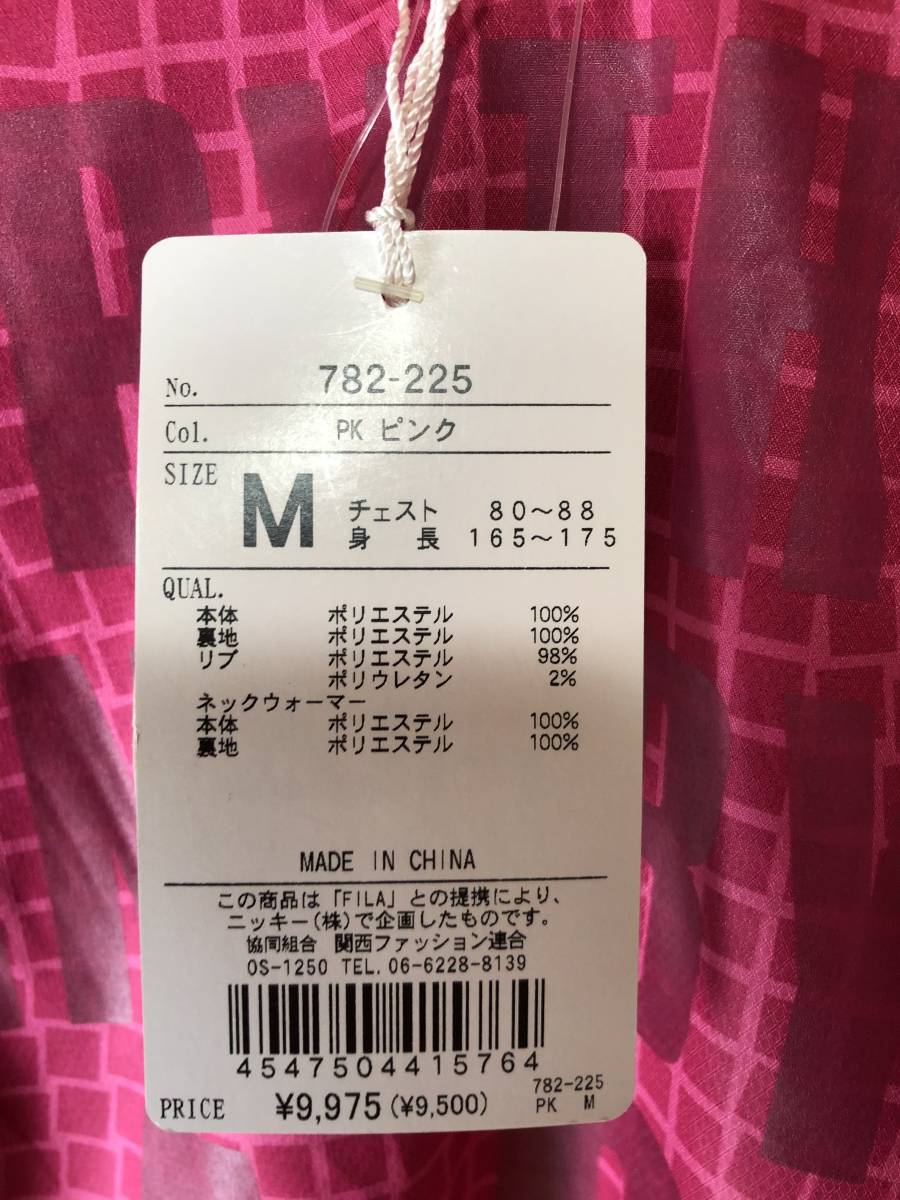 No. 782-225
Col. PK ピンク
SIZE M チェスト 80～88
身長 165～175
QUAL.
本体 ポリエステル 100%
裏地 ポリエステル 100%
リブ ポリエステル 98%
ポリウレタン 2%
ネックウォーマー
本体 ポリエステル 100%
裏地 ポリエステル 100%
MADE IN CHINA
この商品は「FILA」との提携により、
ニッキー(株)で企画したものです。
協同組合 関西ファッション連合
OS-1250 TEL. 06-6228-8139
4547504415764
782-225
PRICE ¥9,975 (¥9,500) PK M